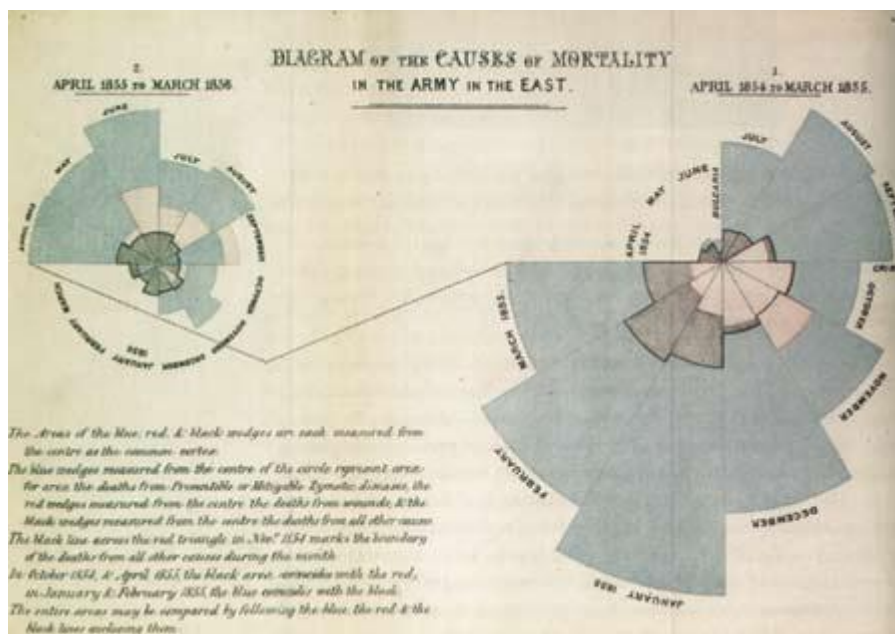 DIAGRAM OF THE CAUSES OF MORTALITY
IN THE ARMY IN THE EAST.
2.
APRIL 1855 TO MARCH 1856
JUNE
JULY
MAY
AUGUST
APRIL 1855
SEPTEMBER
OCTOBER
NOVEMBER
DECEMBER
JANUARY
1856
FEBRUARY
MARCH
1.
APRIL 1854 TO MARCH 1855.
JULY
AUGUST
JUNE
BULGARIA
MAY
APRIL
1854
OCTOBER
NOVEMBER
DECEMBER
JANUARY 1855
FEBRUARY
MARCH 1855
The Areas of the blue, red, & black wedges are each measured from
the centre as the common vertex
The blue wedges measured from the centre of the circle represent area
for area the deaths from Preventible or Mitigable Zymotic diseases, the
red wedges measured from the centre the deaths from wounds, & the
black wedges measured from the centre the deaths from all other causes
The black line across the red triangle in Novr 1854 marks the boundary
of the deaths from all other causes during the month
In October 1854, & April 1855, the black area coincides with the red,
in January & February 1855, the blue coincides with the black
The entire areas may be compared by following the blue, the red & the
black lines enclosing them